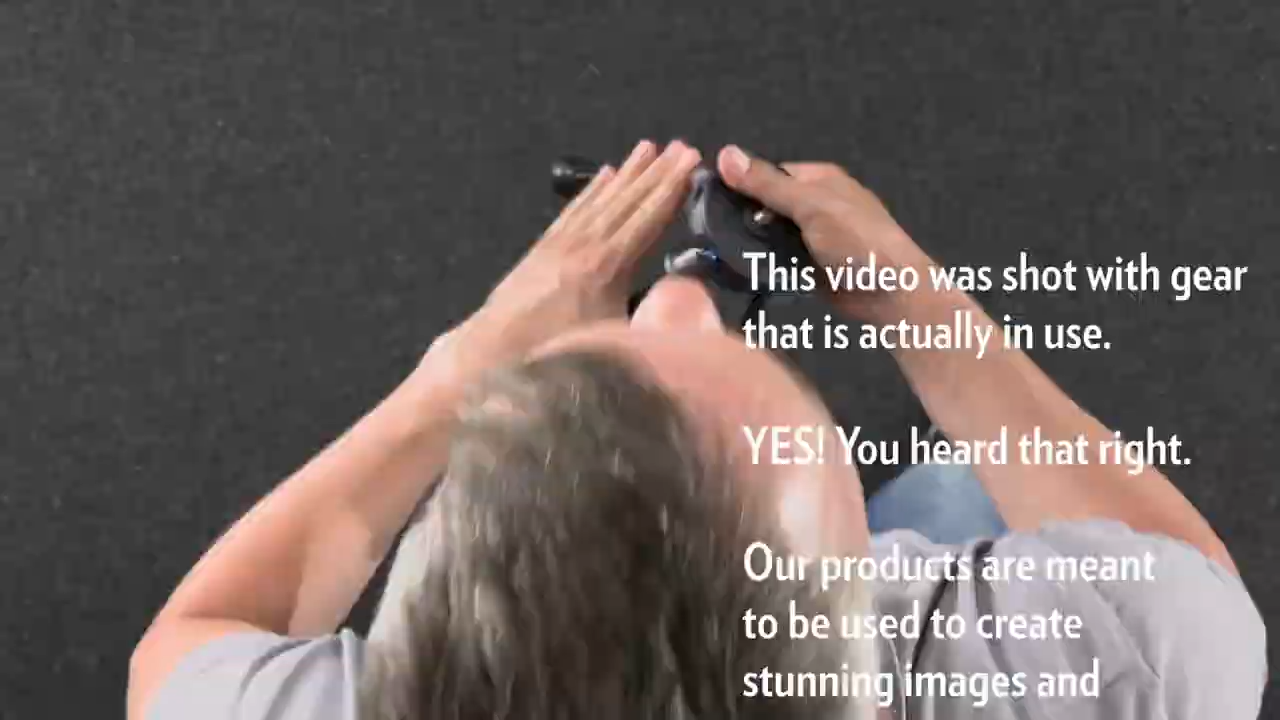 This video was shot with gear
that is actually in use.
YES! You heard that right.
Our products are meant
to be used to create
stunning images and